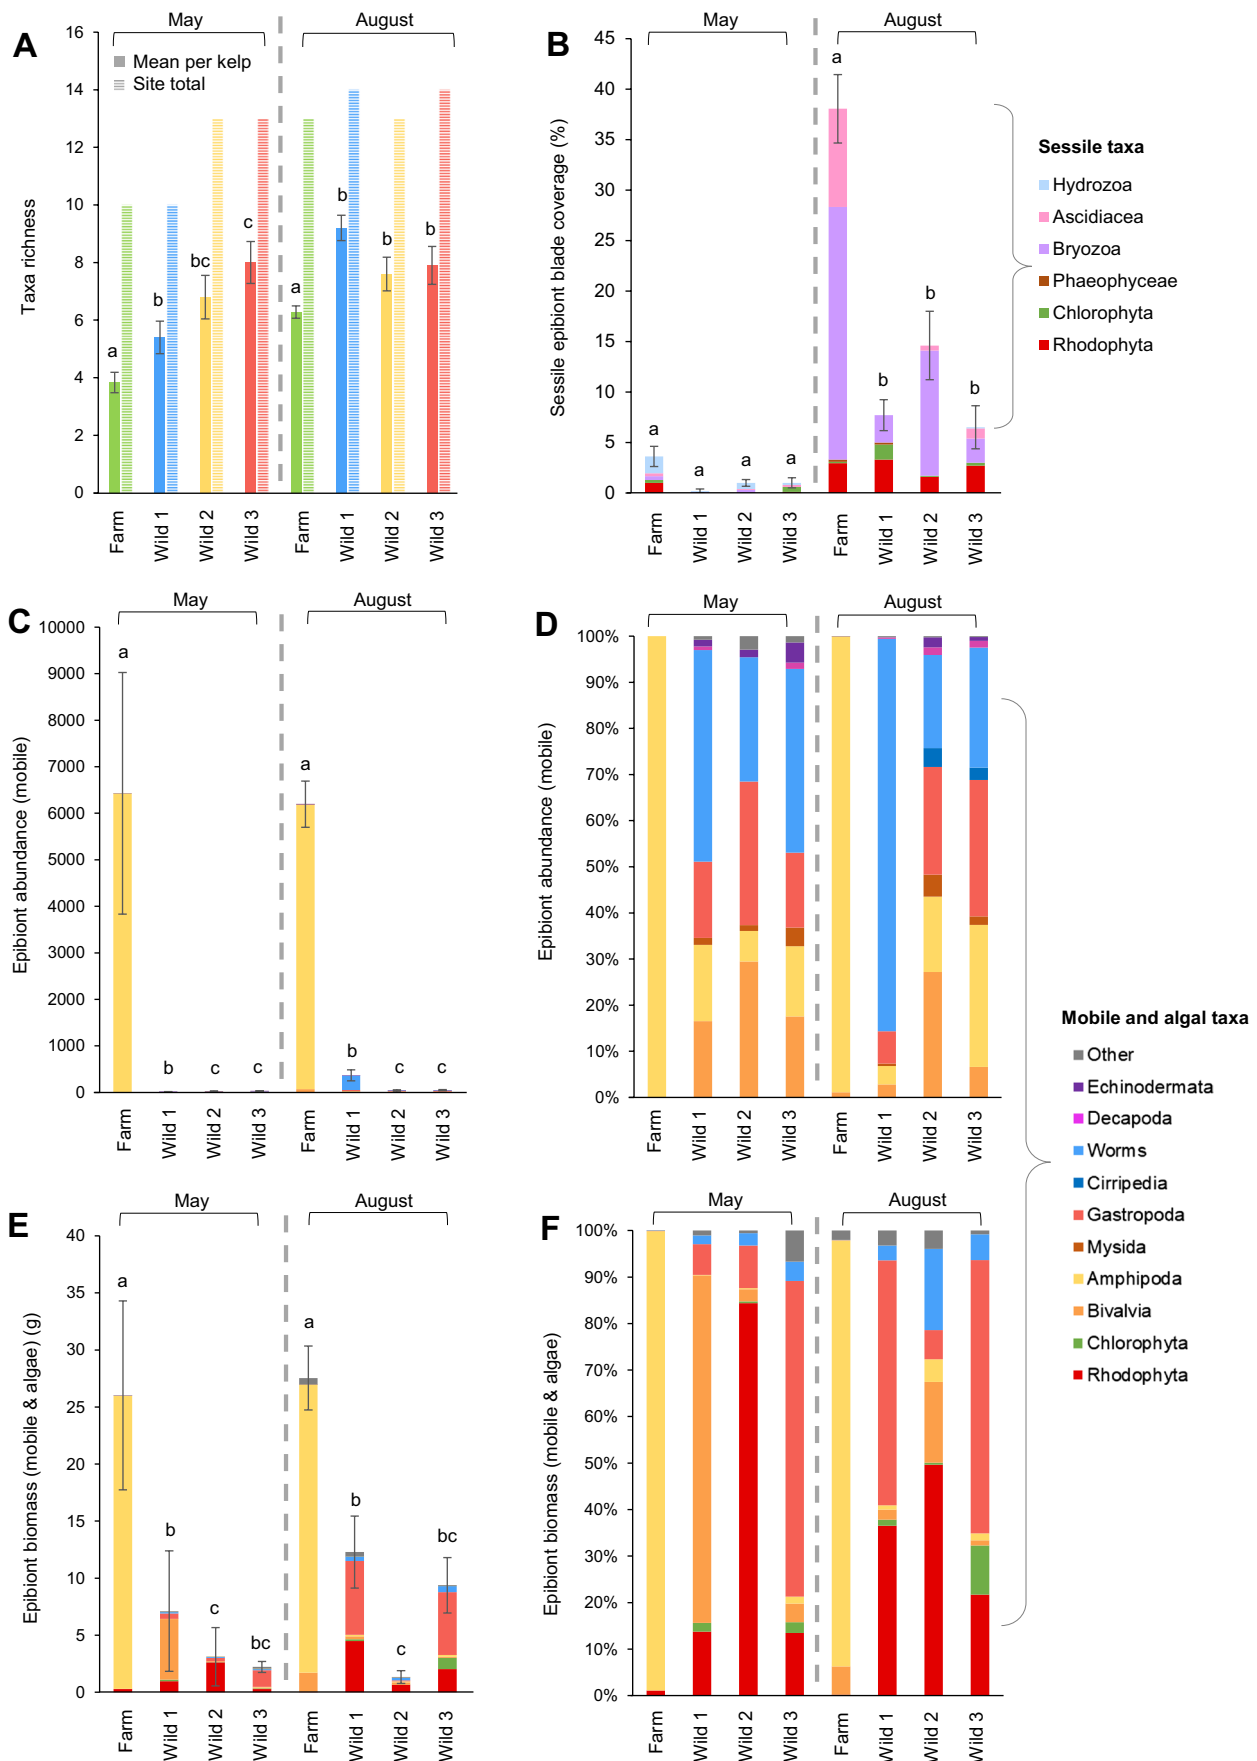 A
May
August
16
14
12
10
8
6
4
2
0
Taxa richness
Mean per kelp
Site total
a
b
bc
c
a
b
b
b
Farm
Wild 1
Wild 2
Wild 3
Farm
Wild 1
Wild 2
Wild 3
B
May
August
45
40
35
30
25
20
15
10
5
0
Sessile epibiont blade coverage (%)
a
a
a
a
a
b
b
b
Farm
Wild 1
Wild 2
Wild 3
Farm
Wild 1
Wild 2
Wild 3
Sessile taxa
Hydrozoa
Ascidiacea
Bryozoa
Phaeophyceae
Chlorophyta
Rhodophyta
C
May
August
10000
9000
8000
7000
6000
5000
4000
3000
2000
1000
0
Epibiont abundance (mobile)
a
b
c
c
a
b
c
c
Farm
Wild 1
Wild 2
Wild 3
Farm
Wild 1
Wild 2
Wild 3
D
May
August
100%
90%
80%
70%
60%
50%
40%
30%
20%
10%
0%
Epibiont abundance (mobile)
Farm
Wild 1
Wild 2
Wild 3
Farm
Wild 1
Wild 2
Wild 3
Mobile and algal taxa
Other
Echinodermata
Decapoda
Worms
Cirripedia
Gastropoda
Mysida
Amphipoda
Bivalvia
Chlorophyta
Rhodophyta
E
May
August
40
35
30
25
20
15
10
5
0
Epibiont biomass (mobile & algae) (g)
a
b
c
bc
a
b
c
bc
Farm
Wild 1
Wild 2
Wild 3
Farm
Wild 1
Wild 2
Wild 3
F
May
August
100%
90%
80%
70%
60%
50%
40%
30%
20%
10%
0%
Epibiont biomass (mobile & algae)
Farm
Wild 1
Wild 2
Wild 3
Farm
Wild 1
Wild 2
Wild 3